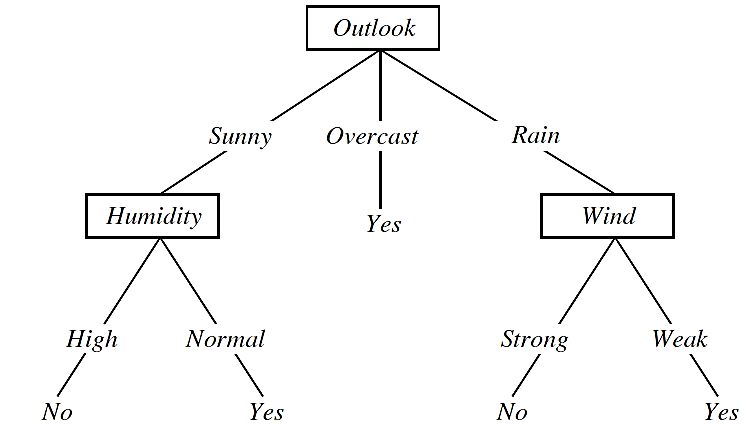 Outlook
Sunny Overcast Rain
Humidity Yes Wind
High Normal Strong Weak
No Yes No Yes